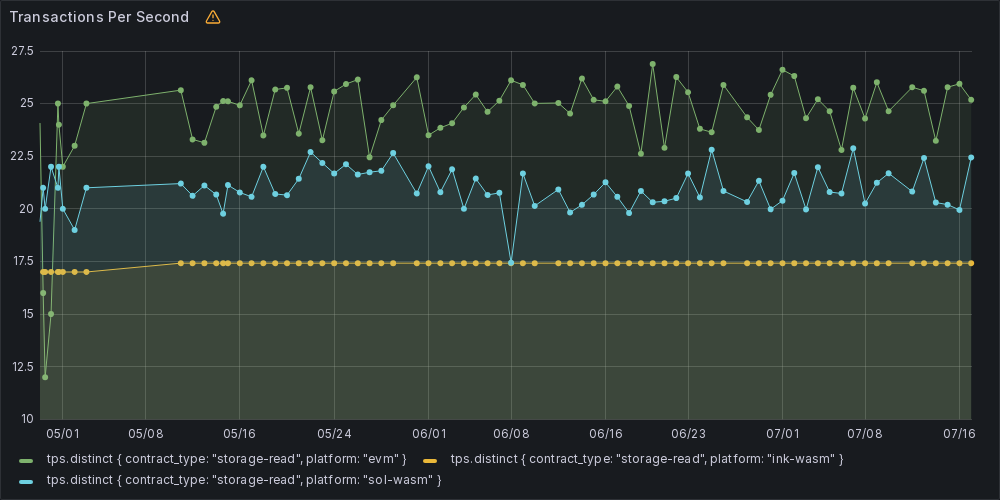 Transactions Per Second
27.5
25
22.5
20
17.5
15
12.5
10
05/01 05/08 05/16 05/24 06/01 06/08 06/16 06/23 07/01 07/08 07/16
tps.distinct { contract_type: "storage-read", platform: "evm" } tps.distinct { contract_type: "storage-read", platform: "ink-wasm" }
tps.distinct { contract_type: "storage-read", platform: "sol-wasm" }